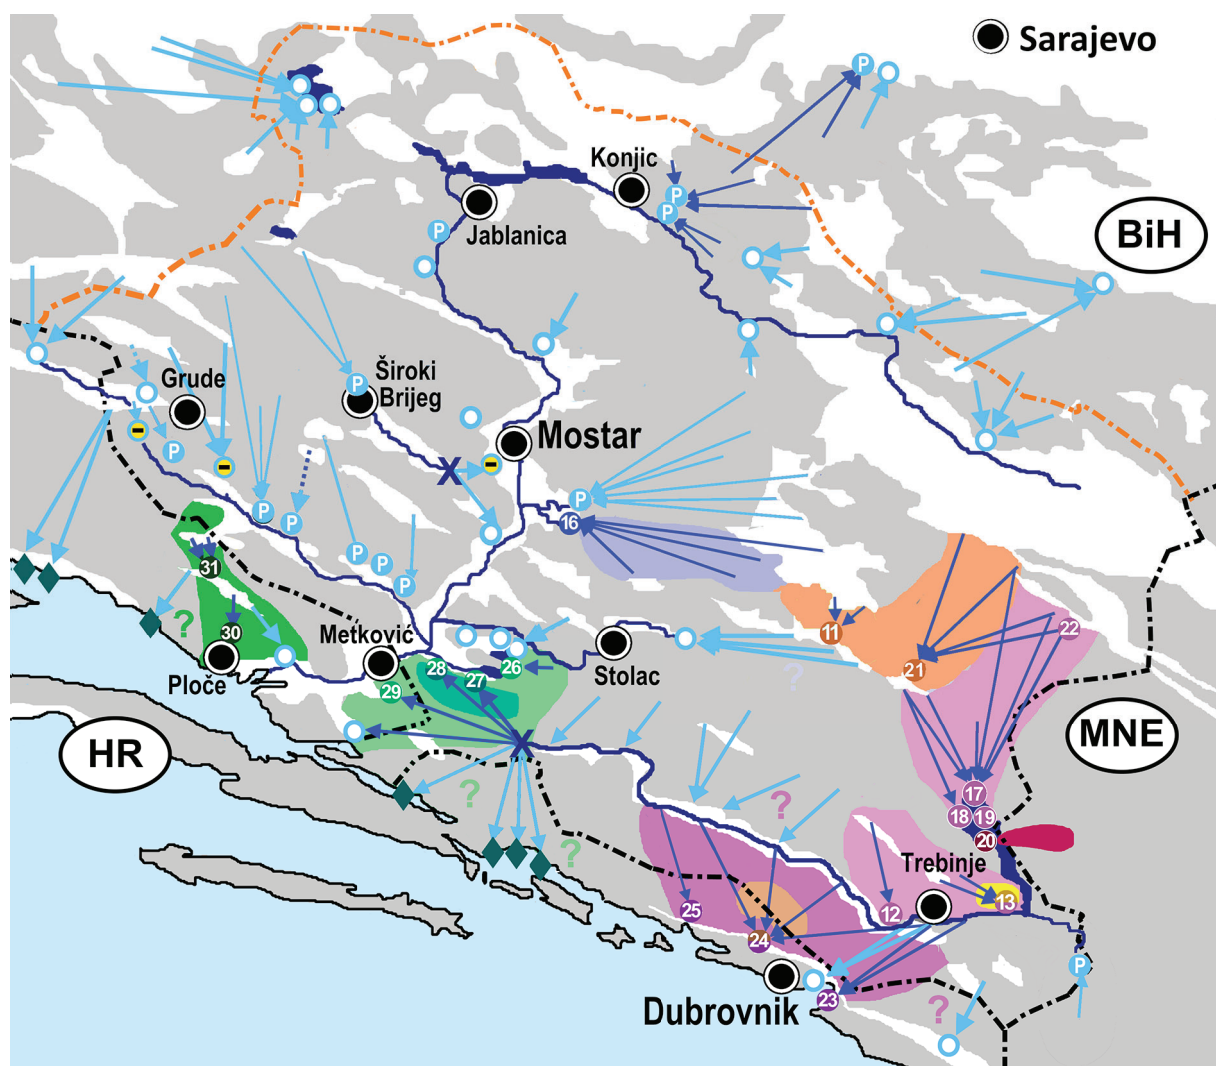 Sarajevo
P
Konjic
P
P
BiH
Jablanica
P
Široki
Brijeg
P
Grude
Mostar
P
-
-
-
X
P
P
P
16
P
P
P
31
?
30
Metković
Ploče
11
22
21
28
27
26
29
Stolac
?
HR
X
MNE
?
?
?
17
18
19
20
Trebinje
13
12
25
24
P
Dubrovnik
23
?